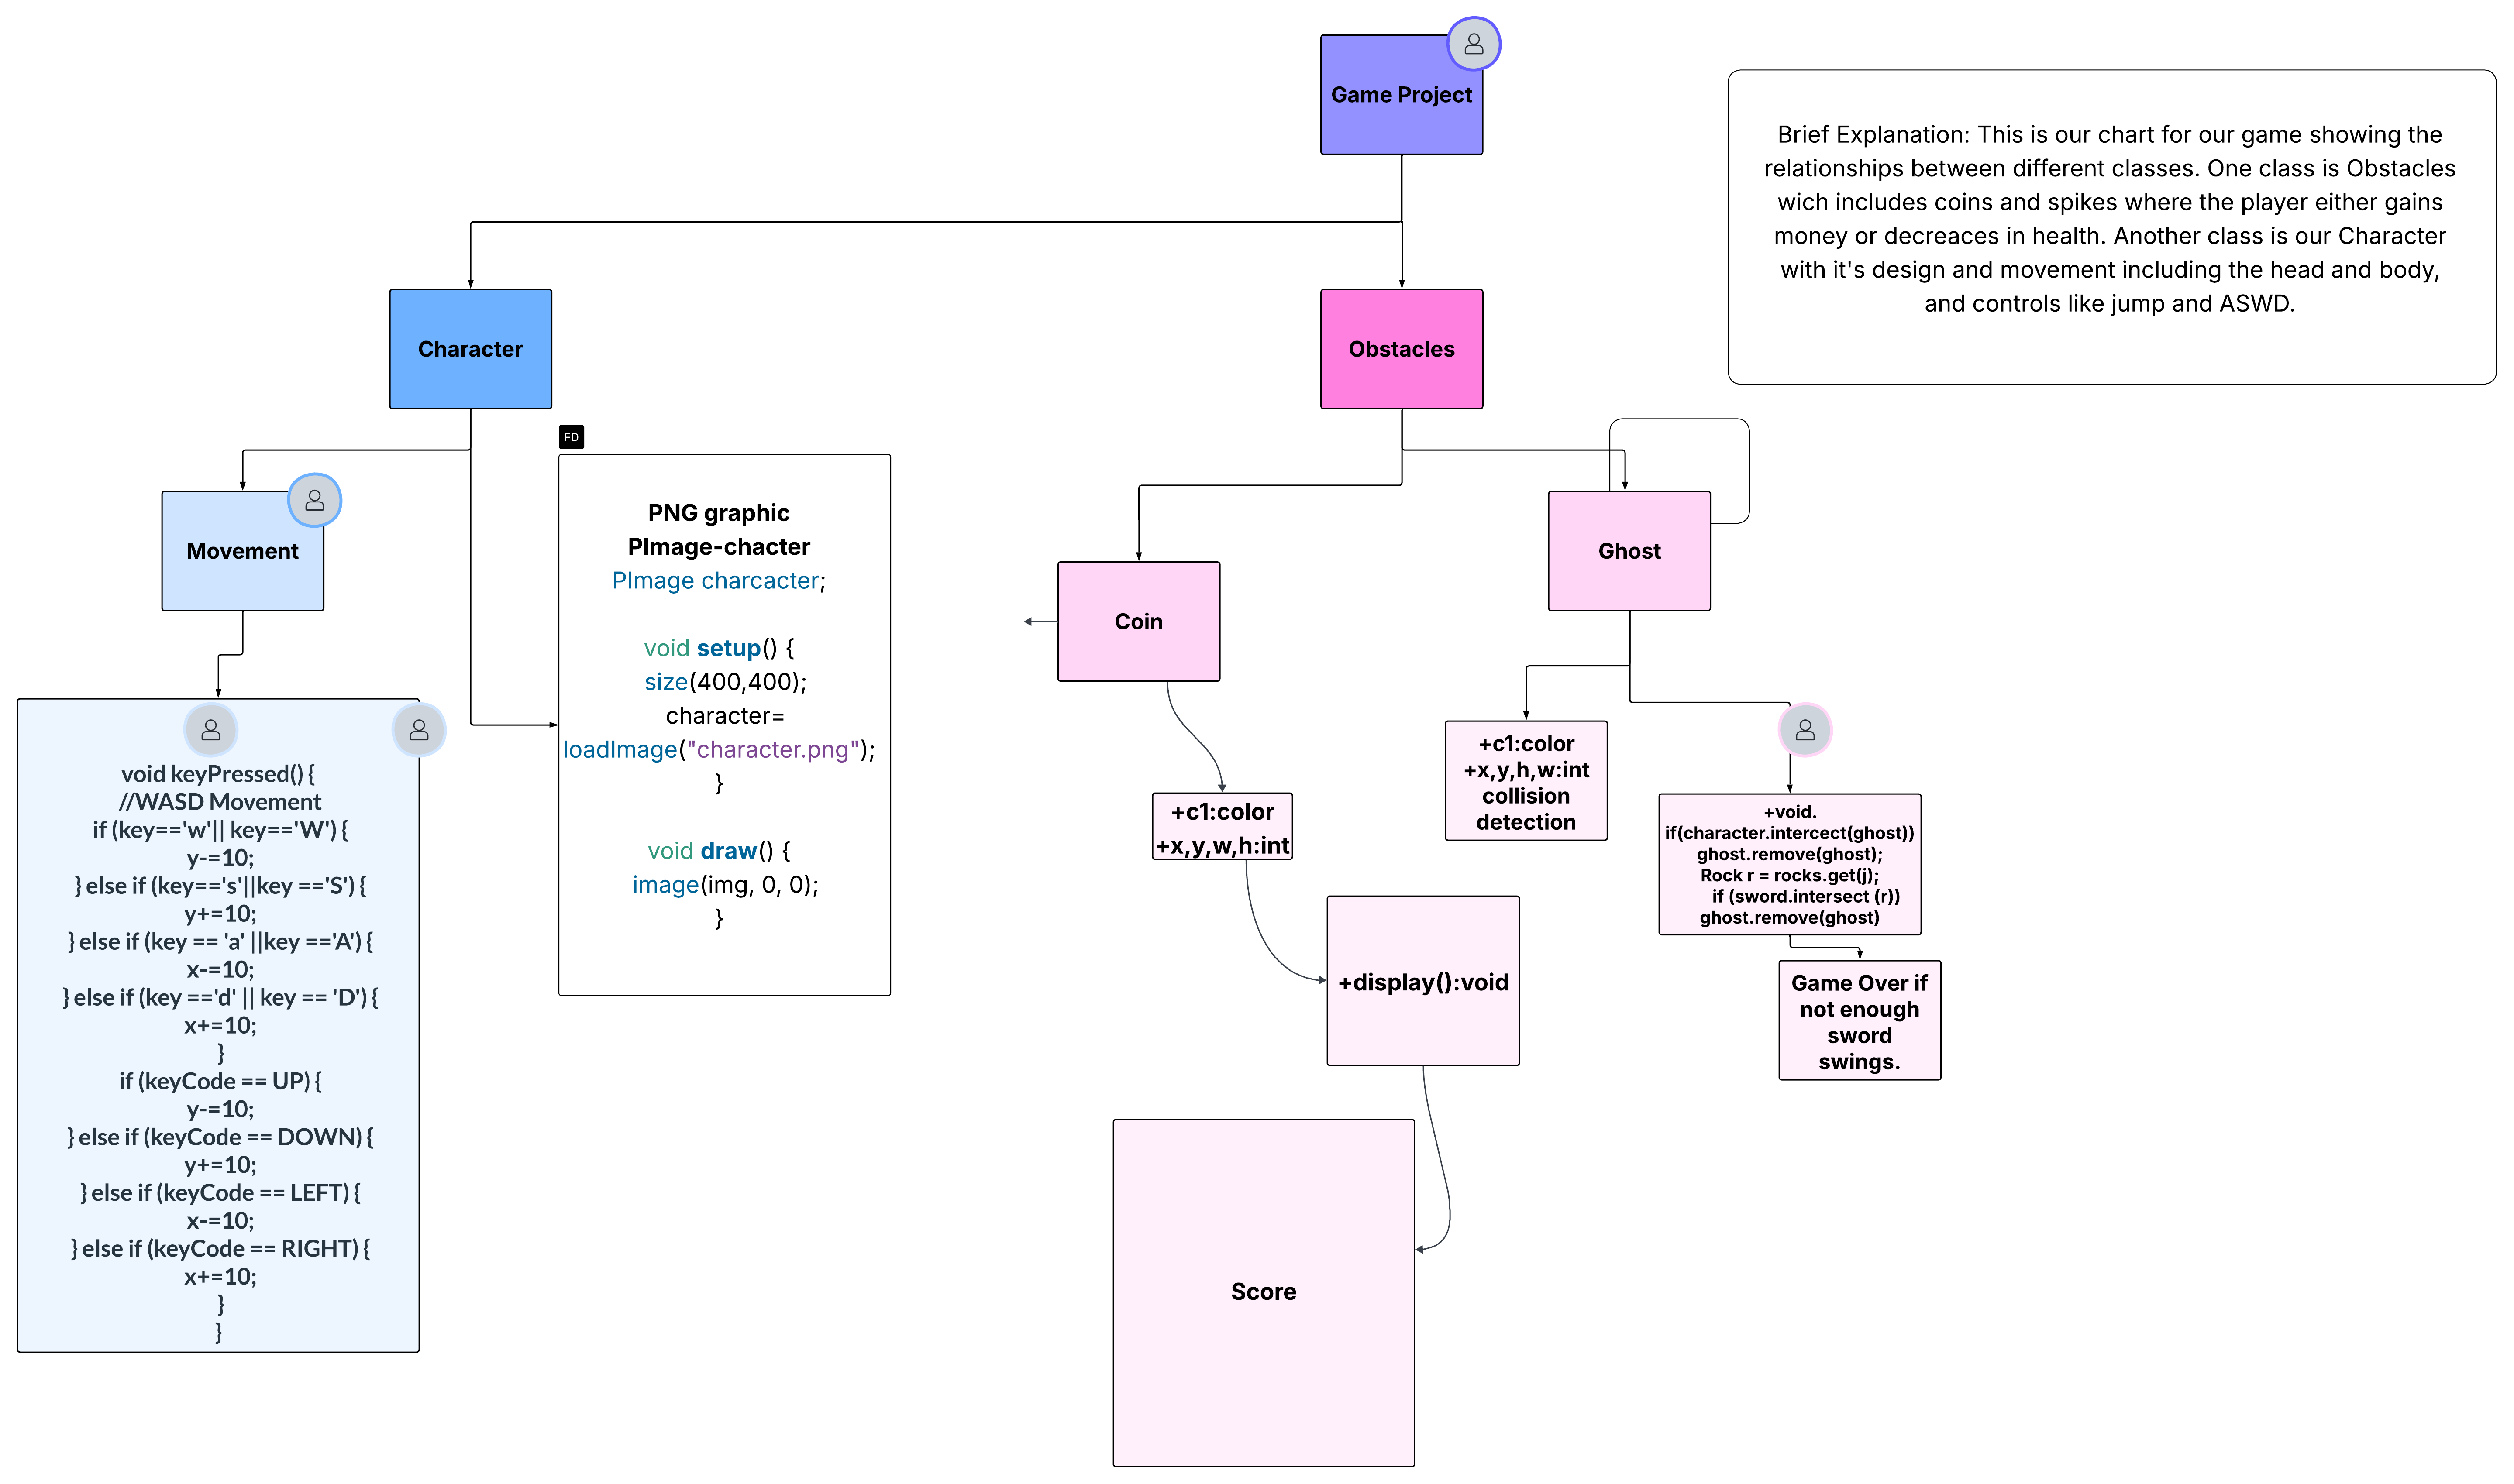 Game Project
Brief Explanation: This is our chart for our game showing the
relationships between different classes. One class is Obstacles
wich includes coins and spikes where the player either gains
money or decreaces in health. Another class is our Character
with it's design and movement including the head and body,
and controls like jump and ASWD.
Character
Obstacles
FD
Movement
PNG graphic
PImage-chacter
PImage charcacter;
void setup() {
size(400,400);
character=
loadImage("character.png");
}
void draw() {
image(img, 0, 0);
}
Coin
Ghost
void keyPressed() {
//WASD Movement
if (key=='w'|| key=='W') {
y-=10;
} else if (key=='s'||key =='S') {
y+=10;
} else if (key == 'a' ||key =='A') {
x-=10;
} else if (key =='d' || key == 'D') {
x+=10;
}
if (keyCode == UP) {
y-=10;
} else if (keyCode == DOWN) {
y+=10;
} else if (keyCode == LEFT) {
x-=10;
} else if (keyCode == RIGHT) {
x+=10;
}
}
+c1:color
+x,y,w,h:int
+c1:color
+x,y,h,w:int
collision
detection
+void.
if(character.intercect(ghost))
ghost.remove(ghost);
Rock r = rocks.get(j);
if (sword.intersect (r))
ghost.remove(ghost)
+display():void
Game Over if
not enough
sword
swings.
Score